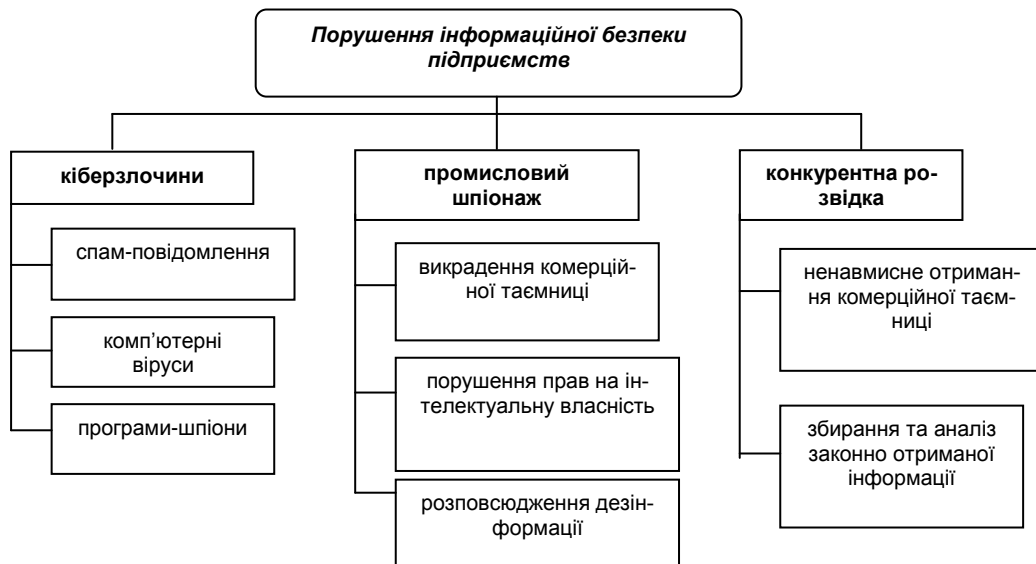 Порушення інформаційної безпеки
підприємств
кіберзлочини
спам-повідомлення
комп’ютерні
віруси
програми-шпіони
промисловий
шпіонаж
викрадення комерцій-
ної таємниці
порушення прав на ін-
телектуальну власність
розповсюдження дезін-
формації
конкурентна ро-
звідка
ненавмисне отриман-
ня комерційної таєм-
ниці
збирання та аналіз
законно отриманої
інформації